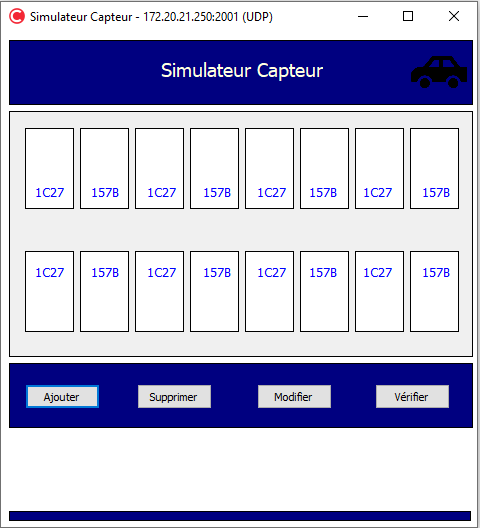 Simulateur Capteur - 172.20.21.250:2001 (UDP)
Simulateur Capteur
1C27 157B 1C27 157B 1C27 157B 1C27 157B
1C27 157B 1C27 157B 1C27 157B 1C27 157B
Ajouter Supprimer Modifier Vérifier